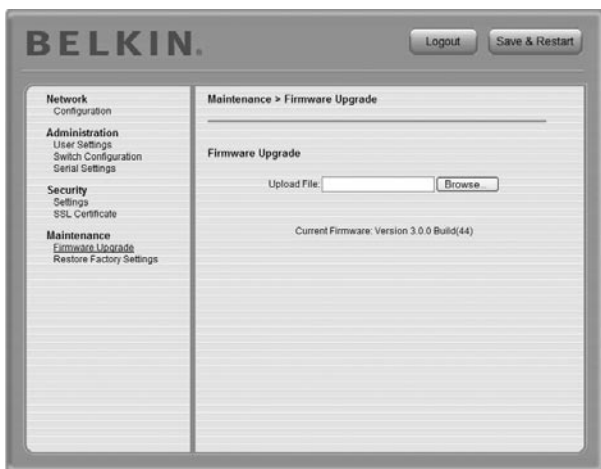 BELKIN.
Logout
Save & Restart
Network
Configuration
Administration
User Settings
Switch Configuration
Serial Settings
Security
Settings
SSL Certificate
Maintenance
Firmware Upgrade
Restore Factory Settings
Maintenance > Firmware Upgrade
Firmware Upgrade
Upload File: Browse...
Current Firmware: Version 3.0.0 Build(44)